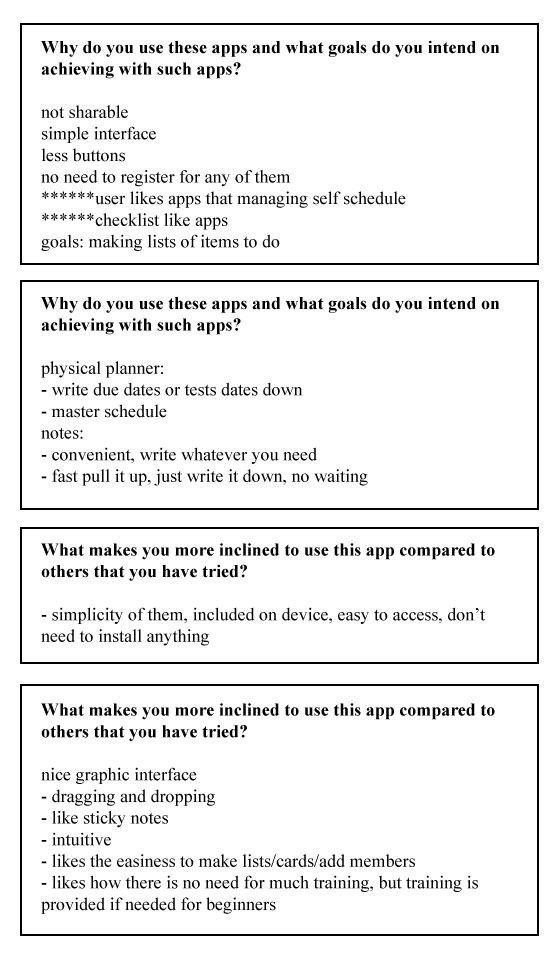 Why do you use these apps and what goals do you intend on
achieving with such apps?
not sharable
simple interface
less buttons
no need to register for any of them
******user likes apps that managing self schedule
******checklist like apps
goals: making lists of items to do
Why do you use these apps and what goals do you intend on
achieving with such apps?
physical planner:
- write due dates or tests dates down
- master schedule
notes:
- convenient, write whatever you need
- fast pull it up, just write it down, no waiting
What makes you more inclined to use this app compared to
others that you have tried?
- simplicity of them, included on device, easy to access, don’t
need to install anything
What makes you more inclined to use this app compared to
others that you have tried?
nice graphic interface
- dragging and dropping
- like sticky notes
- intuitive
- likes the easiness to make lists/cards/add members
- likes how there is no need for much training, but training is
provided if needed for beginners